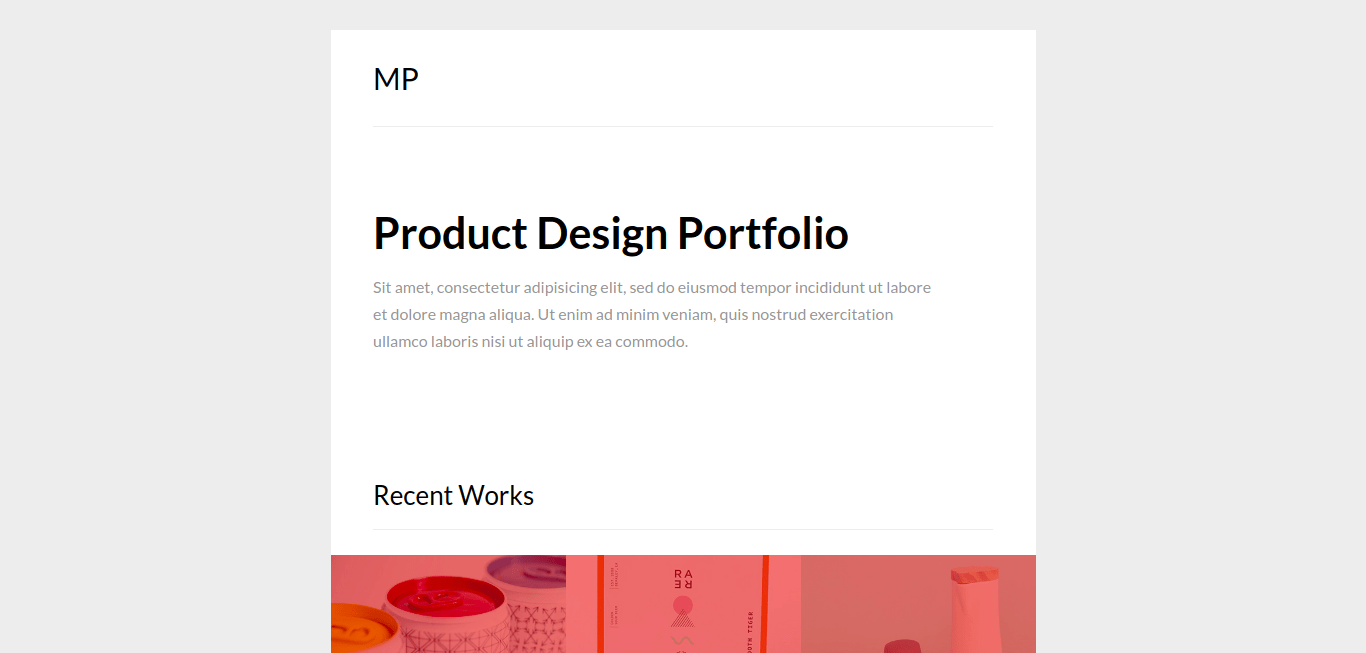 MP
Product Design Portfolio
Sit amet, consectetur adipisicing elit, sed do eiusmod tempor incididunt ut labore
et dolore magna aliqua. Ut enim ad minim veniam, quis nostrud exercitation
ullamco laboris nisi ut aliquip ex ea commodo.
Recent Works
RA